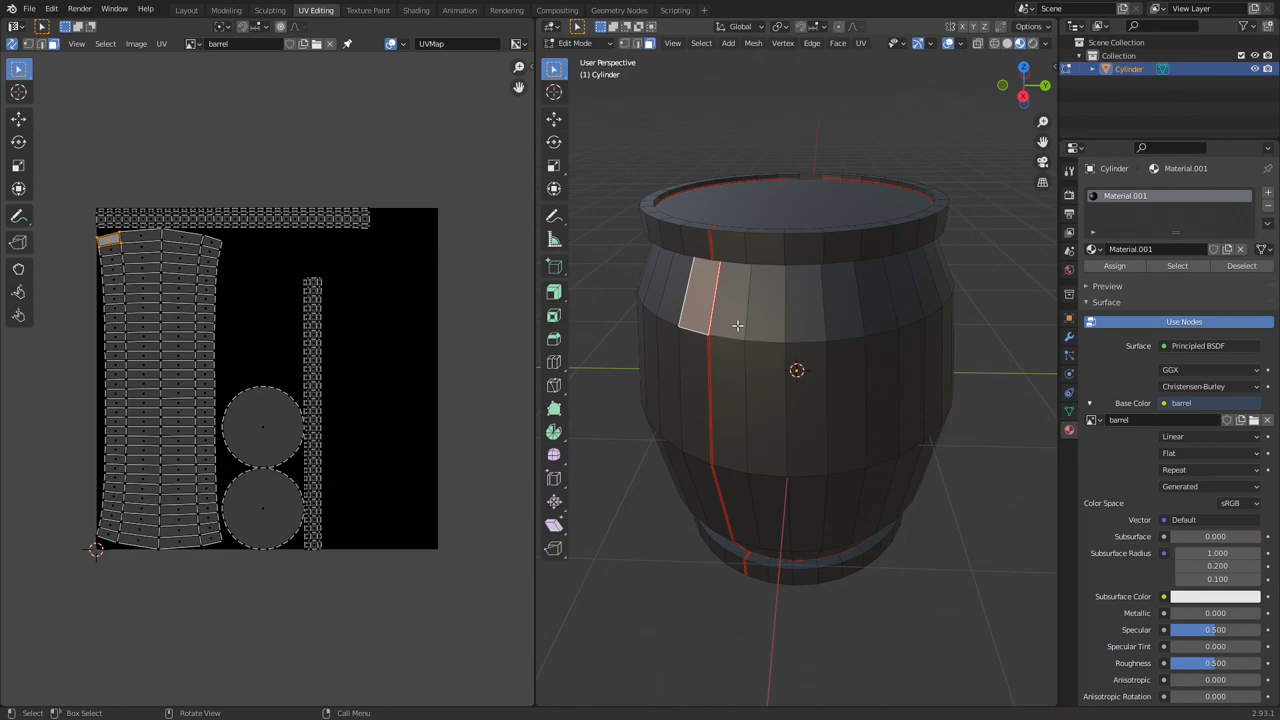 File Edit Render Window Help
Layout Modeling Sculpting UV Editing Texture Paint Shading Animation Rendering Compositing Geometry Nodes Scripting
Scene
View Layer
Global
Options
X Y Z
View Select Image UV
barrel
UVMap
Edit Mode
View Select Add Mesh Vertex Edge Face UV
User Perspective
(1) Cylinder
Z
Y
X
Scene Collection
Collection
Cylinder
Cylinder
Material.001
Material.001
Material.001
Assign Select Deselect
Preview
Surface
Use Nodes
Surface Principled BSDF
GGX
Christensen-Burley
Base Color barrel
barrel
Linear
Flat
Repeat
Generated
Color Space sRGB
Vector Default
Subsurface 0.000
Subsurface Radius 1.000
0.200
0.100
Subsurface Color
Metallic 0.000
Specular 0.500
Specular Tint 0.000
Roughness 0.500
Anisotropic 0.000
Anisotropic Rotation 0.000
Select Box Select Rotate View Call Menu
2.93.1